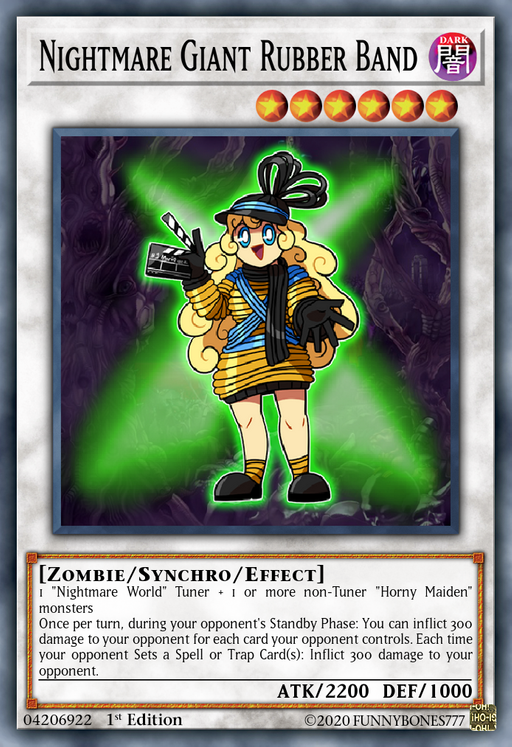 NIGHTMARE GIANT RUBBER BAND
DARK
闇
[ZOMBIE/SYNCHRO/EFFECT]
1 "Nightmare World" Tuner + 1 or more non-Tuner "Horny Maiden"
monsters
Once per turn, during your opponent's Standby Phase: You can inflict 300
damage to your opponent for each card your opponent controls. Each time
your opponent Sets a Spell or Trap Card(s): Inflict 300 damage to your
opponent.
ATK/2200 DEF/1000
04206922 1st Edition ©2020 FUNNYBONES777